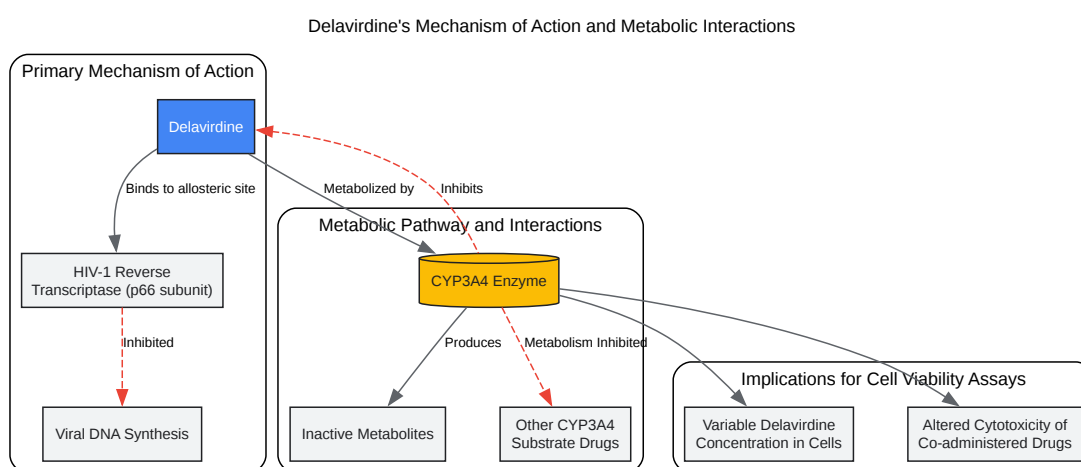 Delavirdine's Mechanism of Action and Metabolic Interactions
Primary Mechanism of Action
Delavirdine
Binds to allosteric site
Metabolized by
Inhibits
Metabolic Pathway and Interactions
HIV-1 Reverse
Transcriptase (p66 subunit)
CYP3A4 Enzyme
Inhibited
Produces
Metabolism Inhibited
Implications for Cell Viability Assays
Viral DNA Synthesis
Inactive Metabolites
Other CYP3A4
Substrate Drugs
Variable Delavirdine
Concentration in Cells
Altered Cytotoxicity of
Co-administered Drugs